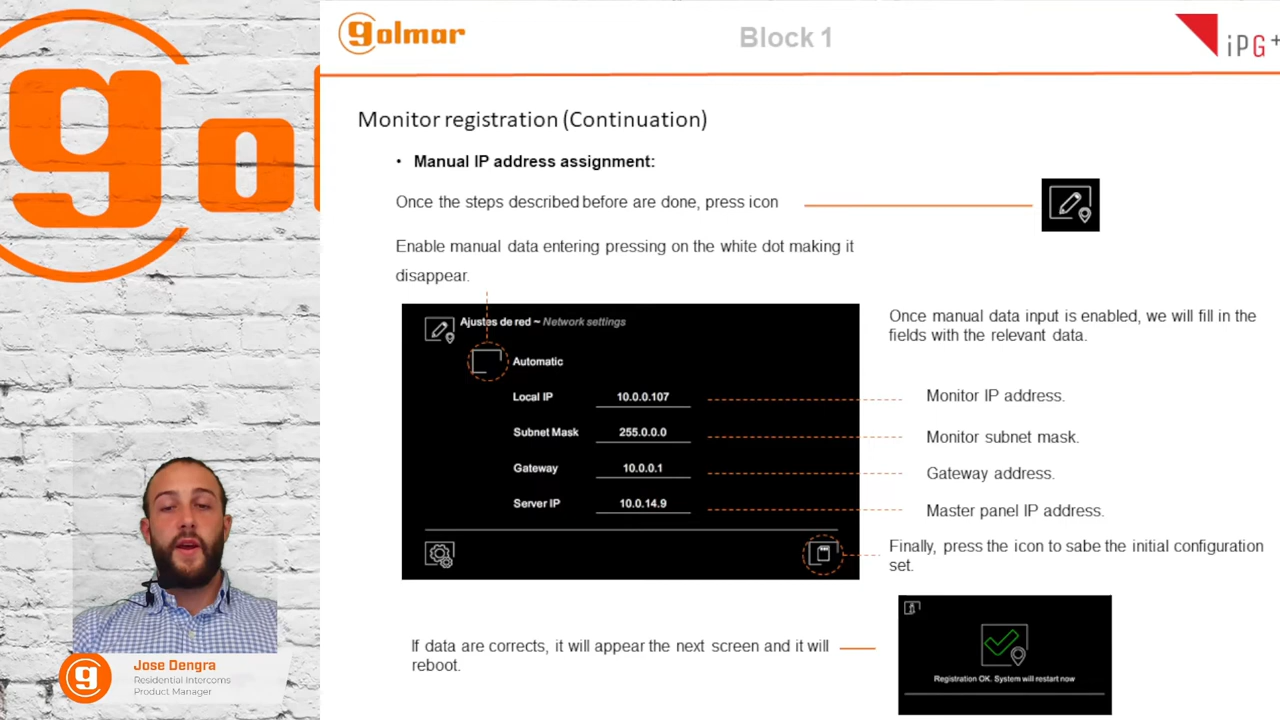 golmar
Block 1
iPG+
Monitor registration (Continuation)
• Manual IP address assignment:
Once the steps described before are done, press icon
Enable manual data entering pressing on the white dot making it
disappear.
Ajustes de red ~ Network settings
Automatic
Local IP 10.0.0.107
Subnet Mask 255.0.0.0
Gateway 10.0.0.1
Server IP 10.0.14.9
Once manual data input is enabled, we will fill in the
fields with the relevant data.
Monitor IP address.
Monitor subnet mask.
Gateway address.
Master panel IP address.
Finally, press the icon to sabe the initial configuration
set.
If data are corrects, it will appear the next screen and it will
reboot.
Registration OK. System will restart now
gol
g
Jose Dengra
Residential Intercoms
Product Manager